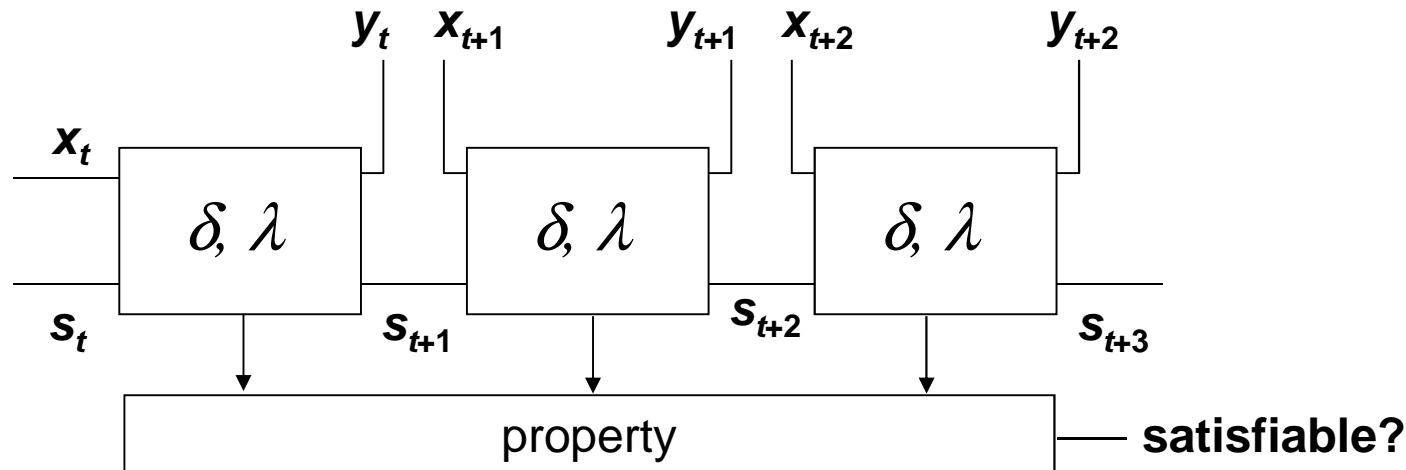 y_t x_{t+1} y_{t+1} x_{t+2} y_{t+2}
x_t
δ, λ δ, λ δ, λ
s_t s_{t+1} s_{t+2} s_{t+3}
property satisfiable?